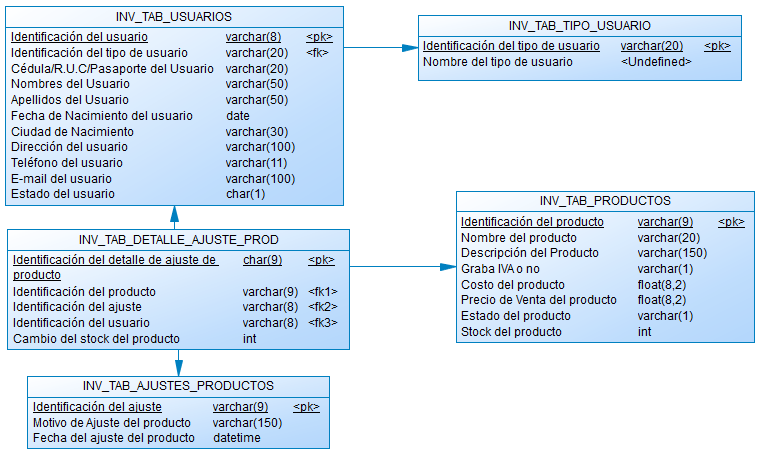 INV_TAB_USUARIOS
Identificación del usuario varchar(8) <pk>
Identificación del tipo de usuario varchar(20) <fk>
Cédula/R.U.C/Pasaporte del Usuario varchar(20)
Nombres del Usuario varchar(50)
Apellidos del Usuario varchar(50)
Fecha de Nacimiento del usuario date
Ciudad de Nacimiento varchar(30)
Dirección del usuario varchar(100)
Teléfono del usuario varchar(11)
E-mail del usuario varchar(100)
Estado del usuario char(1)
INV_TAB_TIPO_USUARIO
Identificación del tipo de usuario varchar(20) <pk>
Nombre del tipo de usuario <Undefined>
INV_TAB_DETALLE_AJUSTE_PROD
Identificación del detalle de ajuste de char(9) <pk>
producto
Identificación del producto varchar(9) <fk1>
Identificación del ajuste varchar(8) <fk2>
Identificación del usuario varchar(8) <fk3>
Cambio del stock del producto int
INV_TAB_PRODUCTOS
Identificación del producto varchar(9) <pk>
Nombre del producto varchar(20)
Descripción del Producto varchar(150)
Graba IVA o no varchar(1)
Costo del producto float(8,2)
Precio de Venta del producto float(8,2)
Estado del producto varchar(1)
Stock del producto int
INV_TAB_AJUSTES_PRODUCTOS
Identificación del ajuste varchar(9) <pk>
Motivo de Ajuste del producto varchar(150)
Fecha del ajuste del producto datetime